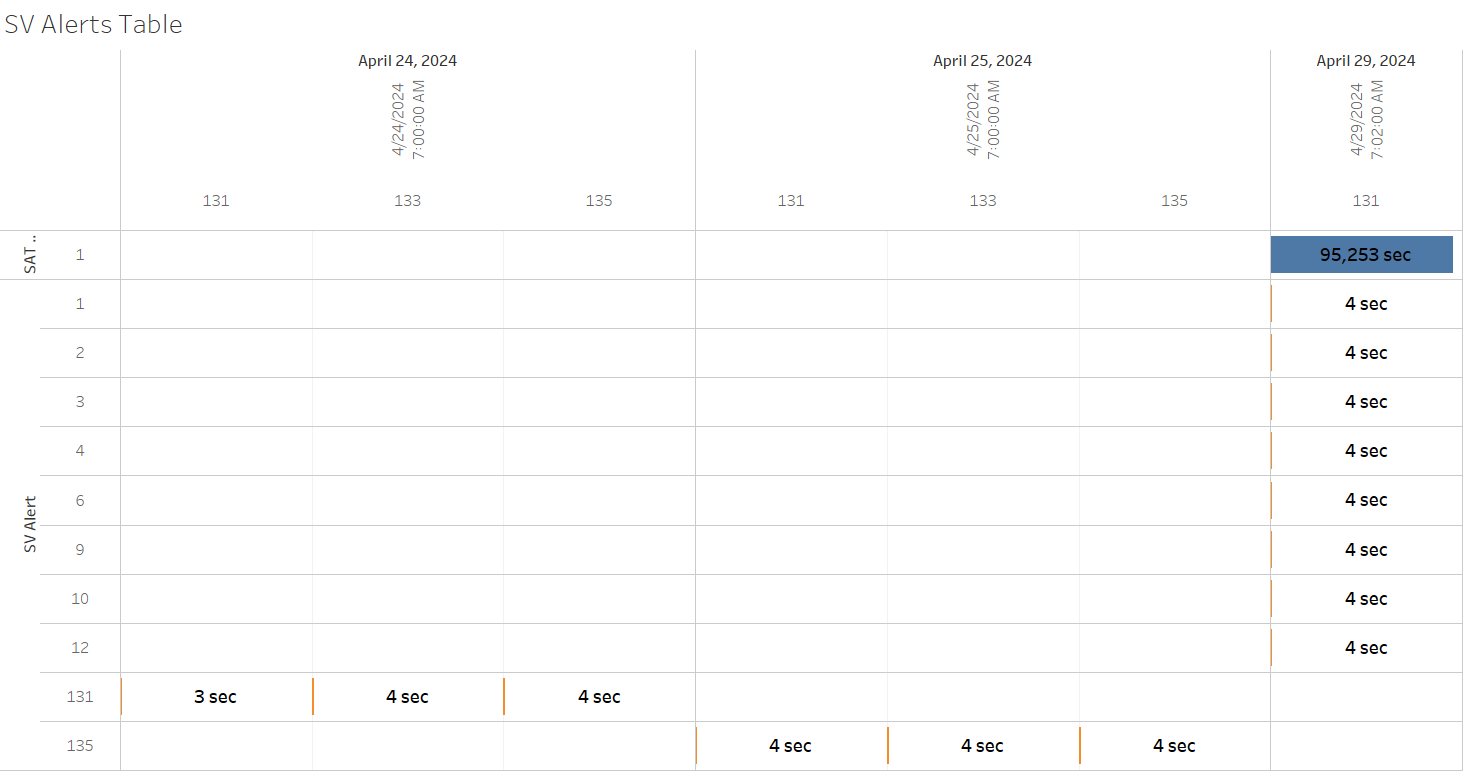 SV Alerts Table
April 24, 2024 April 25, 2024 April 29, 2024
4/24/2024
7:00:00 AM
4/25/2024
7:00:00 AM
4/29/2024
7:02:00 AM
131 133 135 131 133 135 131
SAT ..
1 95,253 sec
SV Alert
1 4 sec
2 4 sec
3 4 sec
4 4 sec
6 4 sec
9 4 sec
10 4 sec
12 4 sec
131 3 sec 4 sec 4 sec
135 4 sec 4 sec 4 sec